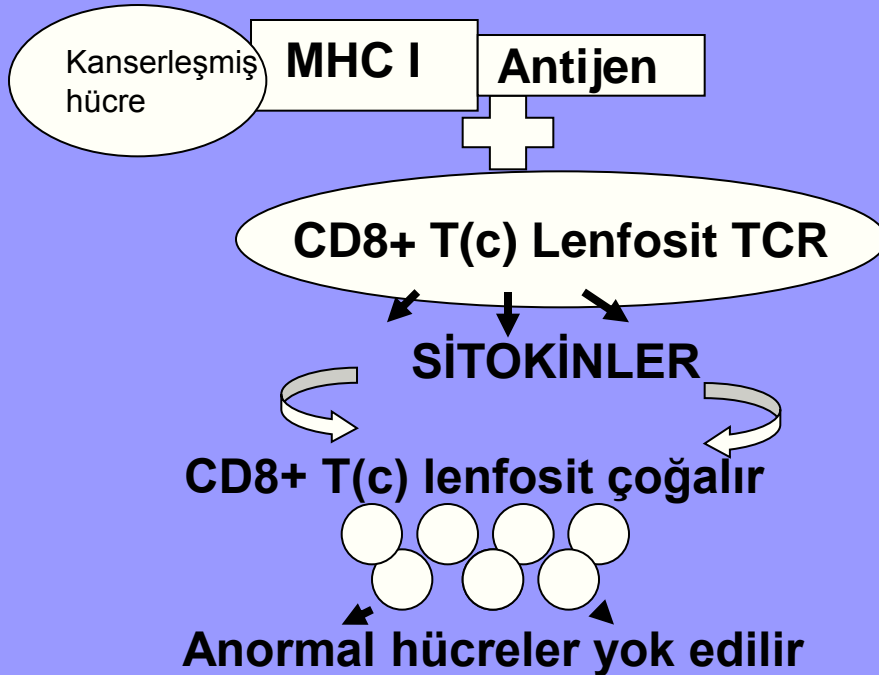 Kanserleşmiş
hücre
MHC I
Antijen
CD8+ T(c) Lenfosit TCR
SİTOKİNLER
CD8+ T(c) lenfosit çoğalır
Anormal hücreler yok edilir